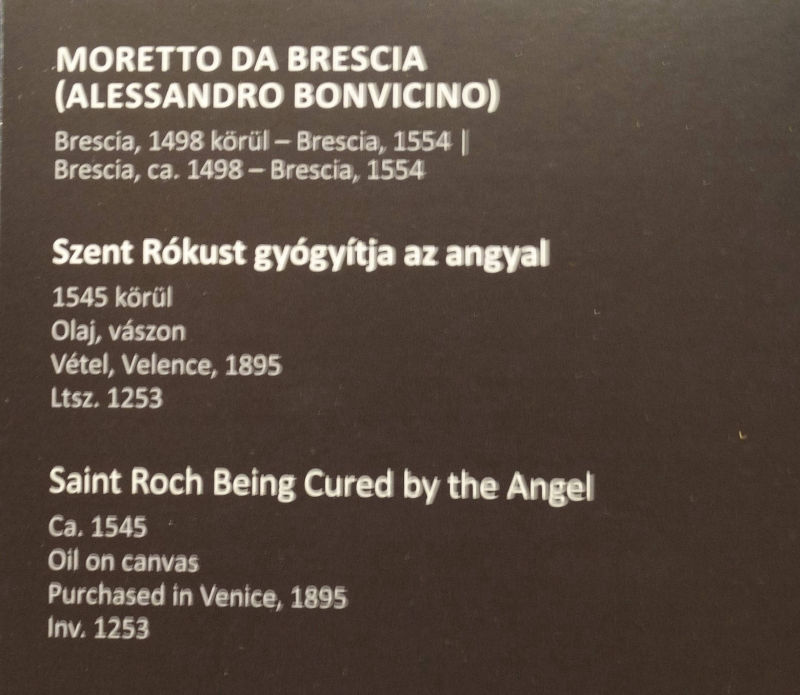 MORETTO DA BRESCIA
(ALESSANDRO BONVICINO)
Brescia, 1498 körül – Brescia, 1554 |
Brescia, ca. 1498 – Brescia, 1554
Szent Rókust gyógyítja az angyal
1545 körül
Olaj, vászon
Vétel, Velence, 1895
Ltsz. 1253
Saint Roch Being Cured by the Angel
Ca. 1545
Oil on canvas
Purchased in Venice, 1895
Inv. 1253